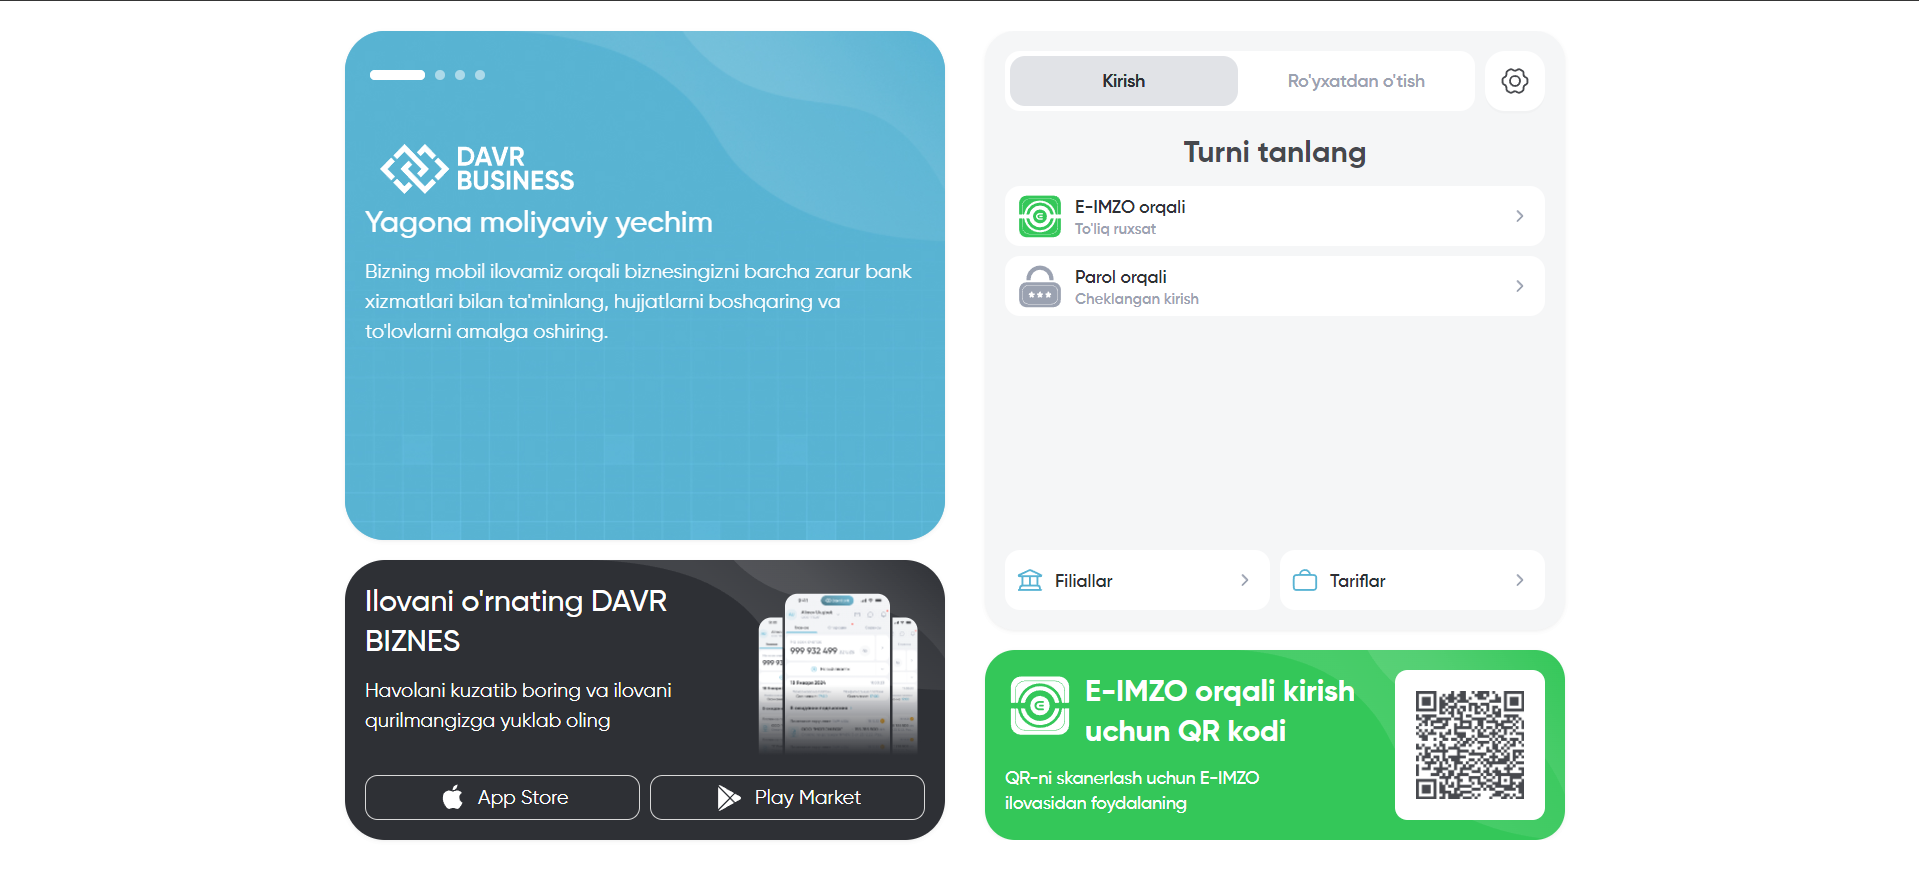 DAVR
BUSINESS
Yagona moliyaviy yechim
Bizning mobil ilovamiz orqali biznesingizni barcha zarur bank
xizmatlari bilan ta'minlang, hujjatlarni boshqaring va
to'lovlarni amalga oshiring.
Ilovani o'rnating DAVR
BIZNES
Havolani kuzatib boring va ilovani
qurilmangizga yuklab oling
999 932 499
App Store
Play Market
Kirish
Ro'yxatdan o'tish
Turni tanlang
E-IMZO orqali
To'liq ruxsat
Parol orqali
Cheklangan kirish
Filiallar
Tariflar
E-IMZO orqali kirish
uchun QR kodi
QR-ni skanerlash uchun E-IMZO
ilovasidan foydalaning